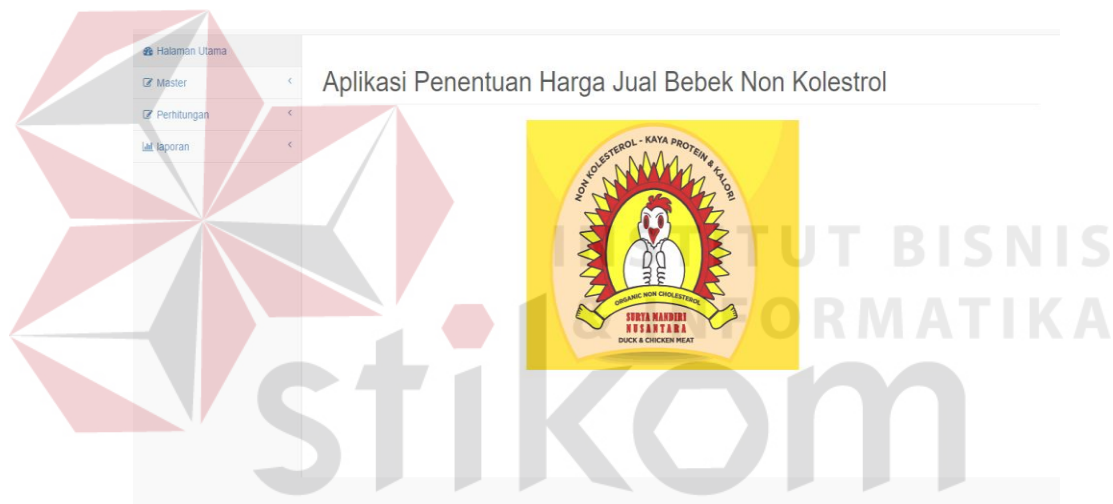 Halaman Utama
Master
Perhitungan
laporan
Aplikasi Penentuan Harga Jual Bebek Non Kolestrol
NON KOLESTEROL - KAYA PROTEIN & KALORI
ORGANIC NON CHOLESTEROL
SURYA MANDIRI
NUSANTARA
DUCK & CHICKEN MEAT
INSTITUT BISNIS
& INFORMATIKA
stikom